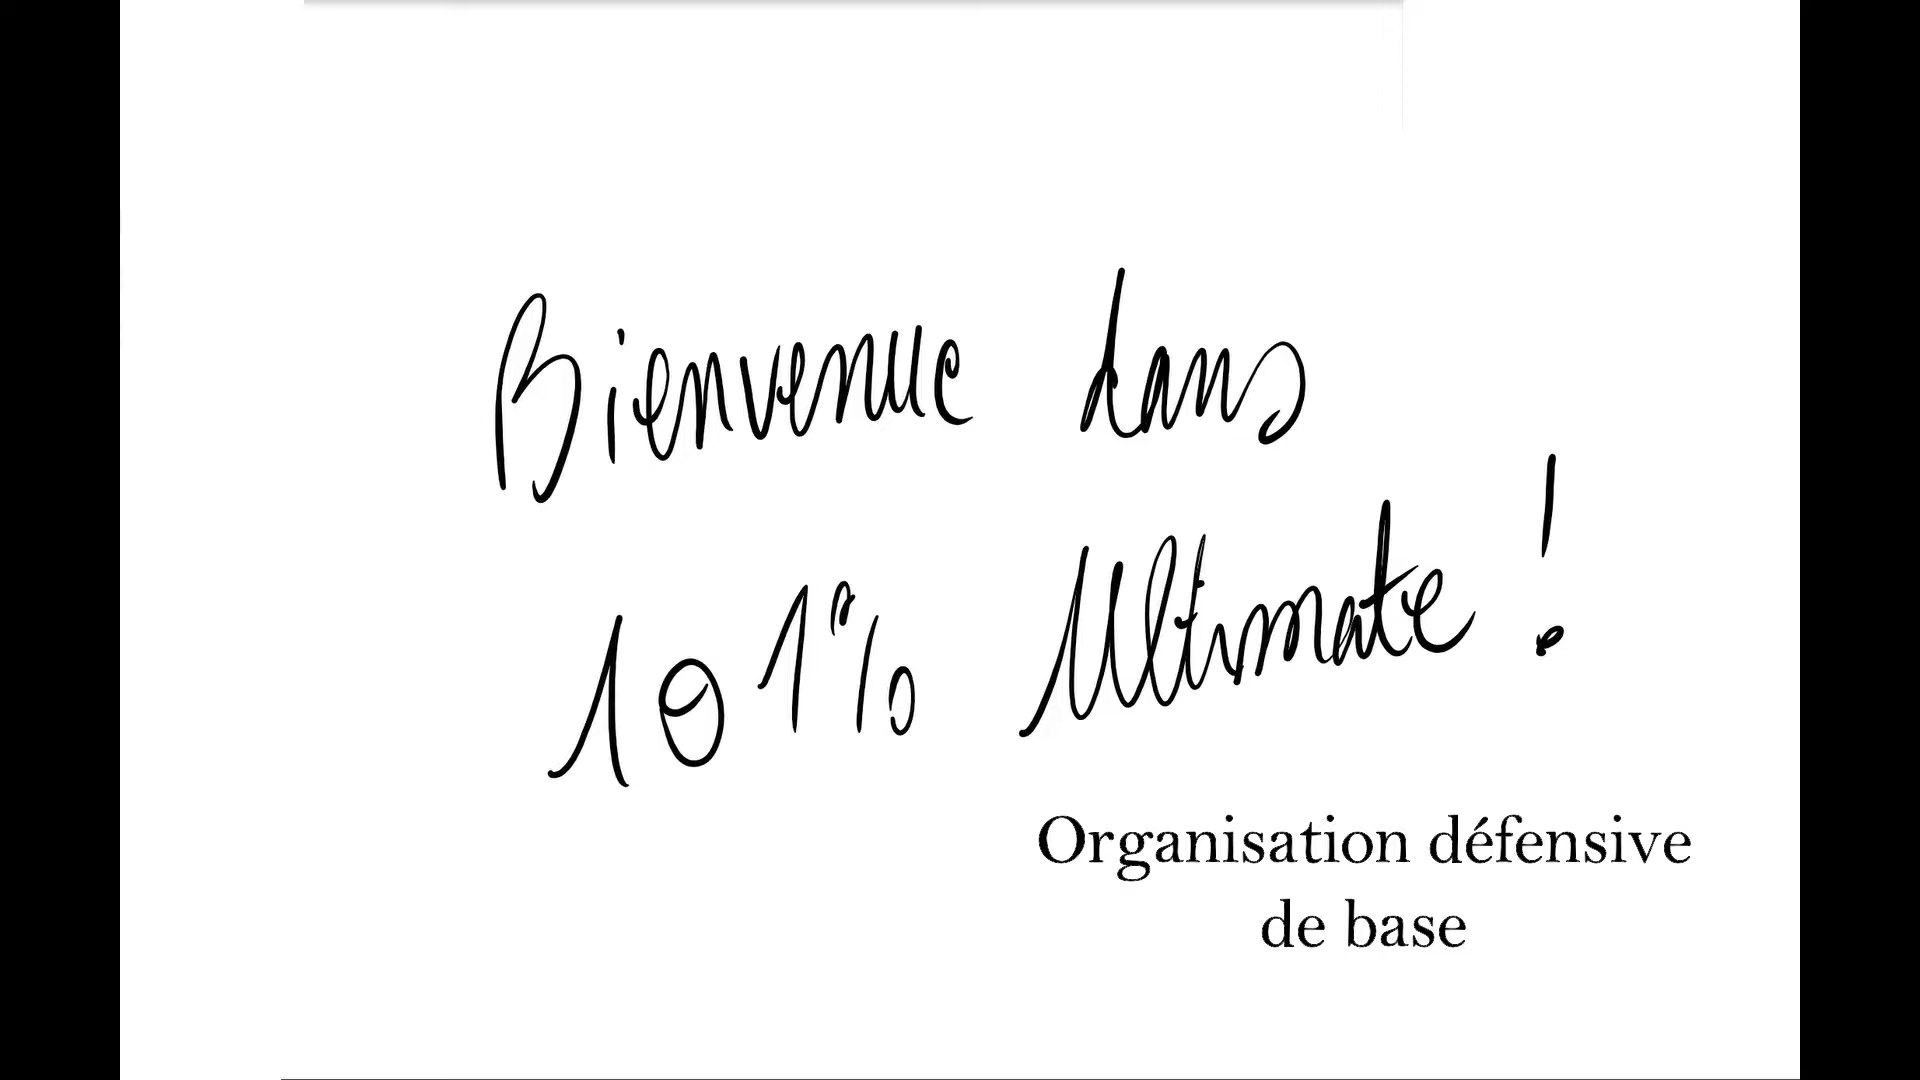 Bienvenue dans
101% Ultimate !
Organisation défensive
de base